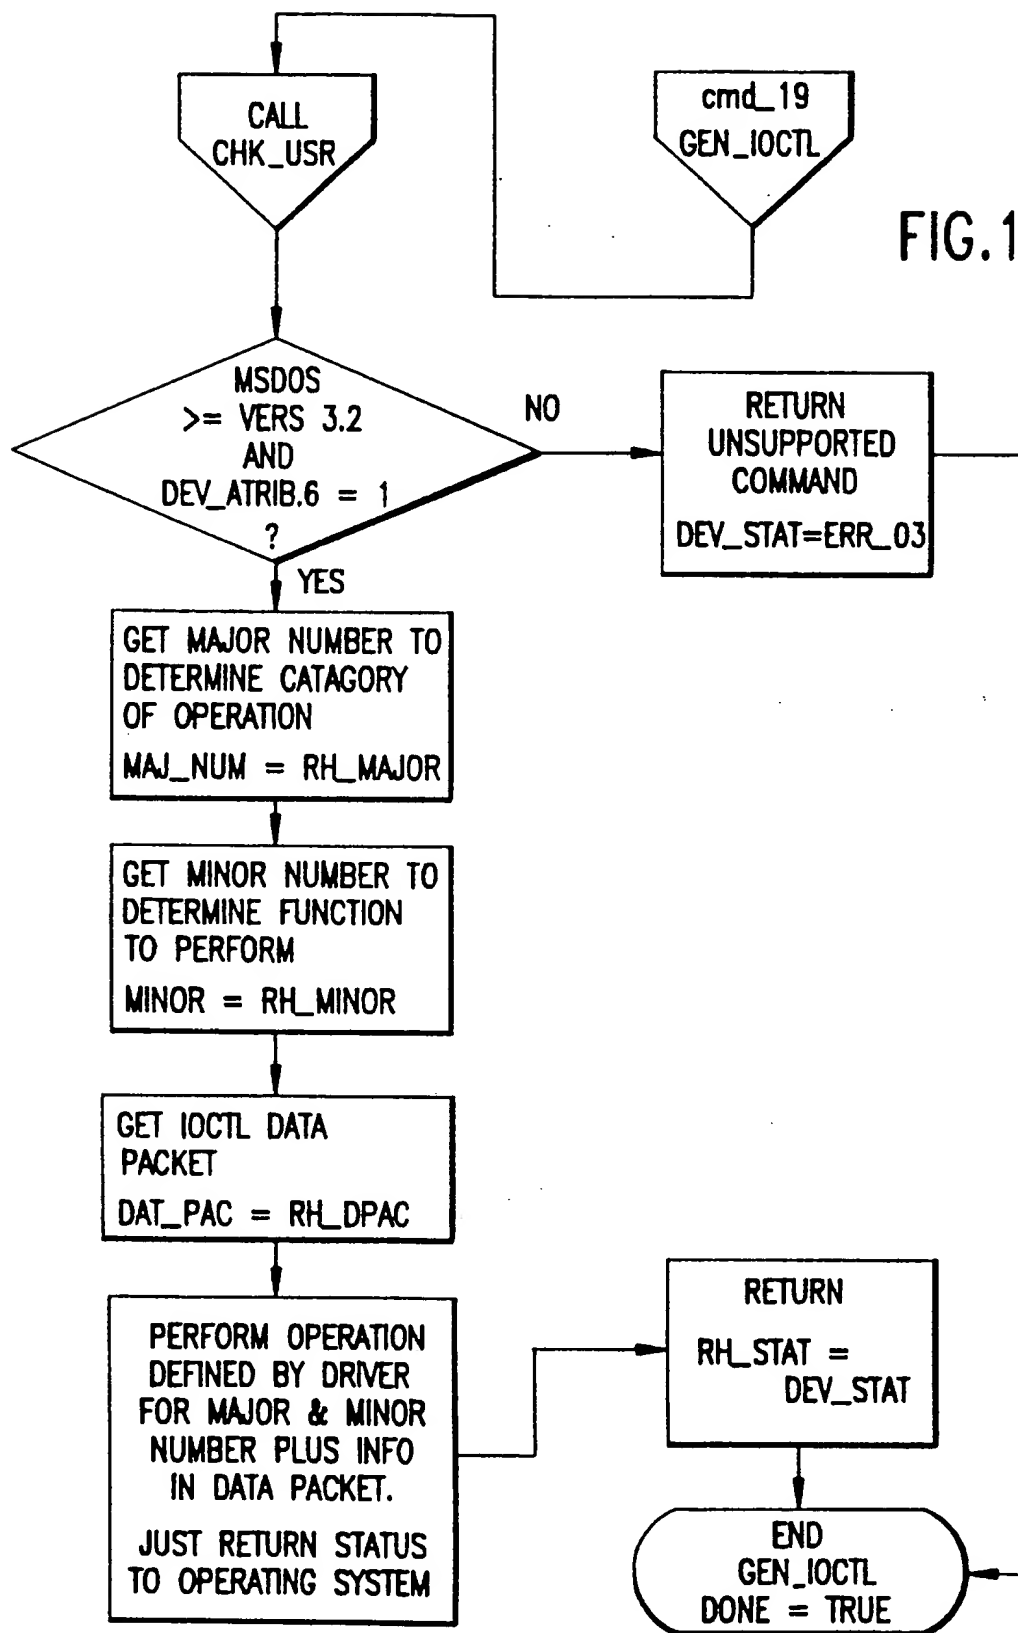 cmd_19
GEN_IOCTL
CALL
CHK_USR
FIG.1
MSDOS
>= VERS 3.2
AND
DEV_ATRIB.6 = 1
?
NO
YES
RETURN
UNSUPPORTED
COMMAND
DEV_STAT=ERR_03
GET MAJOR NUMBER TO
DETERMINE CATAGORY
OF OPERATION
MAJ_NUM = RH_MAJOR
GET MINOR NUMBER TO
DETERMINE FUNCTION
TO PERFORM
MINOR = RH_MINOR
GET IOCTL DATA
PACKET
DAT_PAC = RH_DPAC
PERFORM OPERATION
DEFINED BY DRIVER
FOR MAJOR & MINOR
NUMBER PLUS INFO
IN DATA PACKET.
JUST RETURN STATUS
TO OPERATING SYSTEM
RETURN
RH_STAT =
DEV_STAT
END
GEN_IOCTL
DONE = TRUE